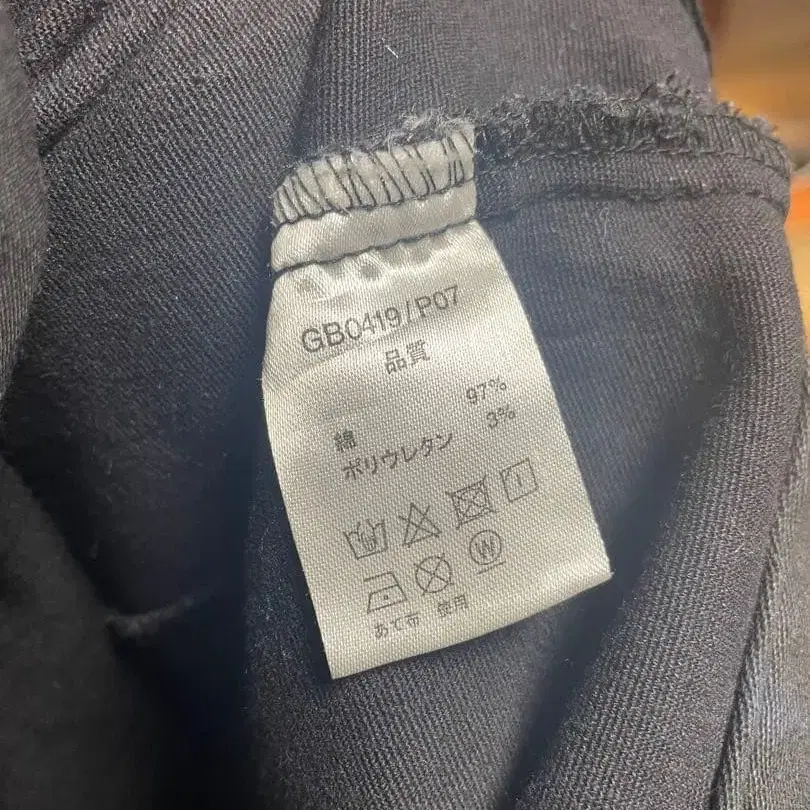 GB0419/P07
品質
綿 97%
ポリウレタン 3%
W
あて布 使用